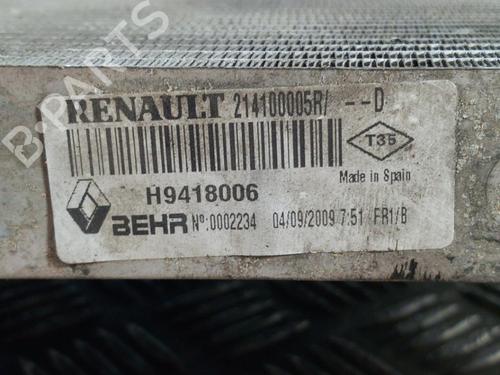 RENAULT 214100005R/ --D
T35
H9418006
Made in Spain
BEHR Nº:0002234 04/09/2009 7:51 FR1/B
B-PARTS